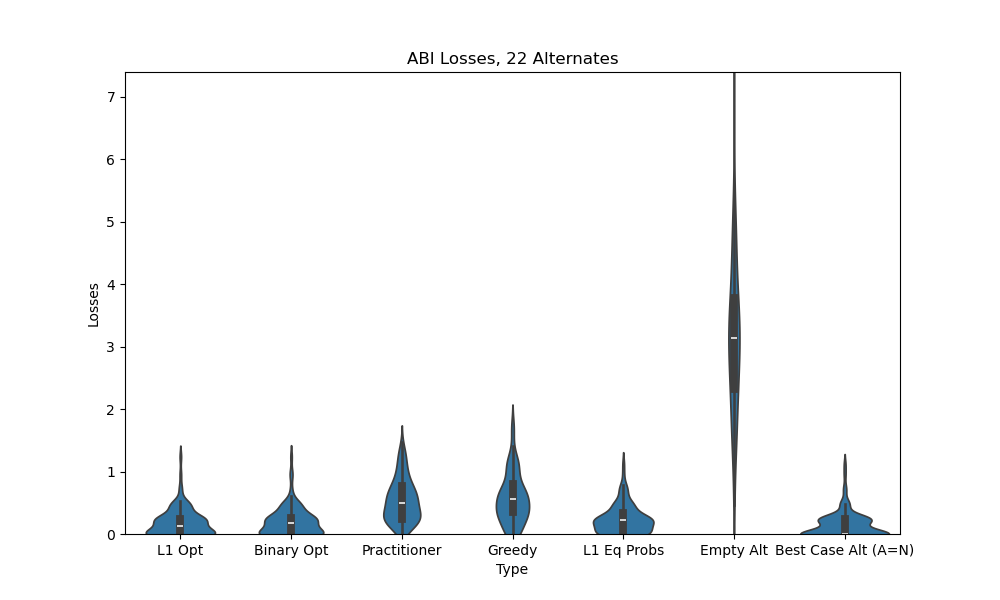 ABI Losses, 22 Alternates
7
6
5
4
3
2
1
0
Losses
L1 Opt Binary Opt Practitioner Greedy L1 Eq Probs Empty Alt Best Case Alt (A=N)
Type